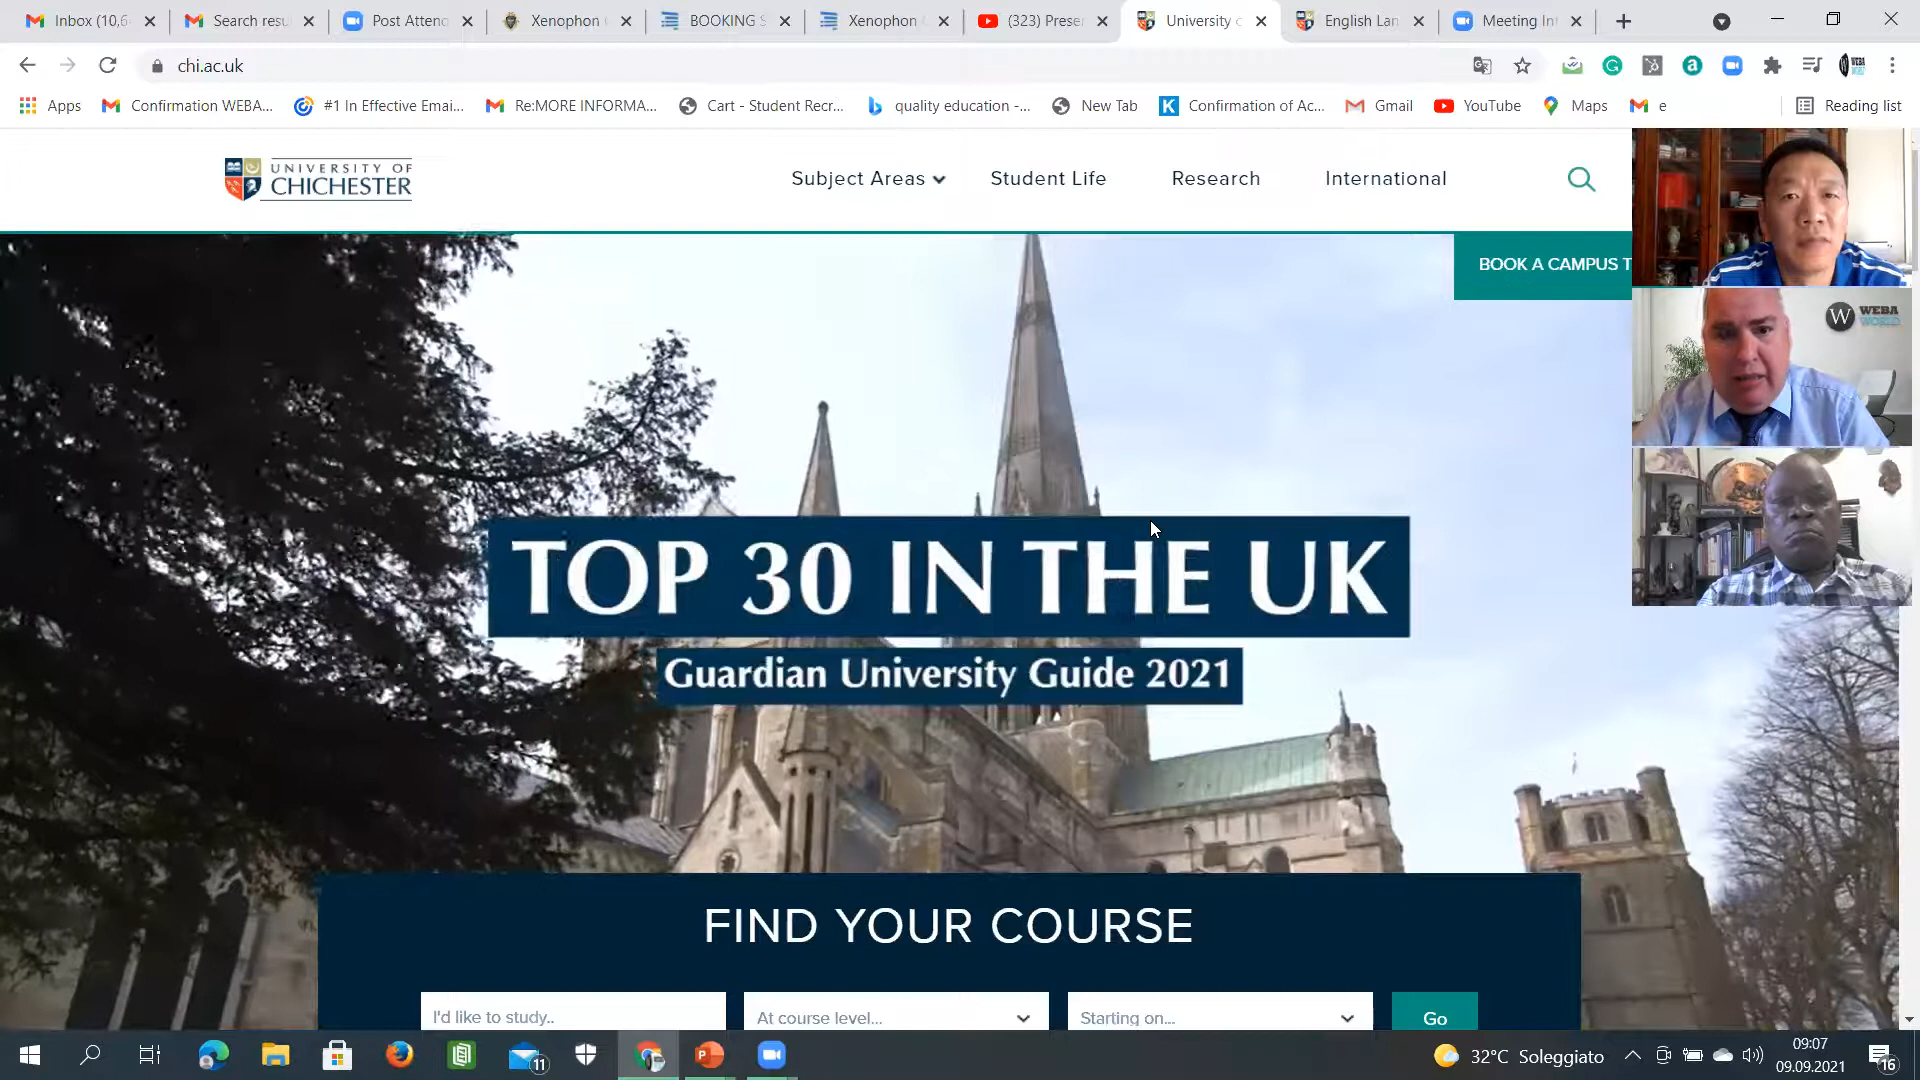 Inbox (10,6
Search resu
Post Attend
Xenophon
BOOKING S
Xenophon
(323) Preser
University o
English Lan
Meeting In
chi.ac.uk
Apps
Confirmation WEBA...
#1 In Effective Emai...
Re:MORE INFORMA...
Cart - Student Recr...
quality education -...
New Tab
Confirmation of Ac...
Gmail
YouTube
Maps
e
Reading list
UNIVERSITY OF
CHICHESTER
Subject Areas
Student Life
Research
International
BOOK A CAMPUS T
W WEBA
WORLD
TOP 30 IN THE UK
Guardian University Guide 2021
FIND YOUR COURSE
I'd like to study..
At course level...
Starting on...
Go
11
32°C Soleggiato
09:07
09.09.2021
16